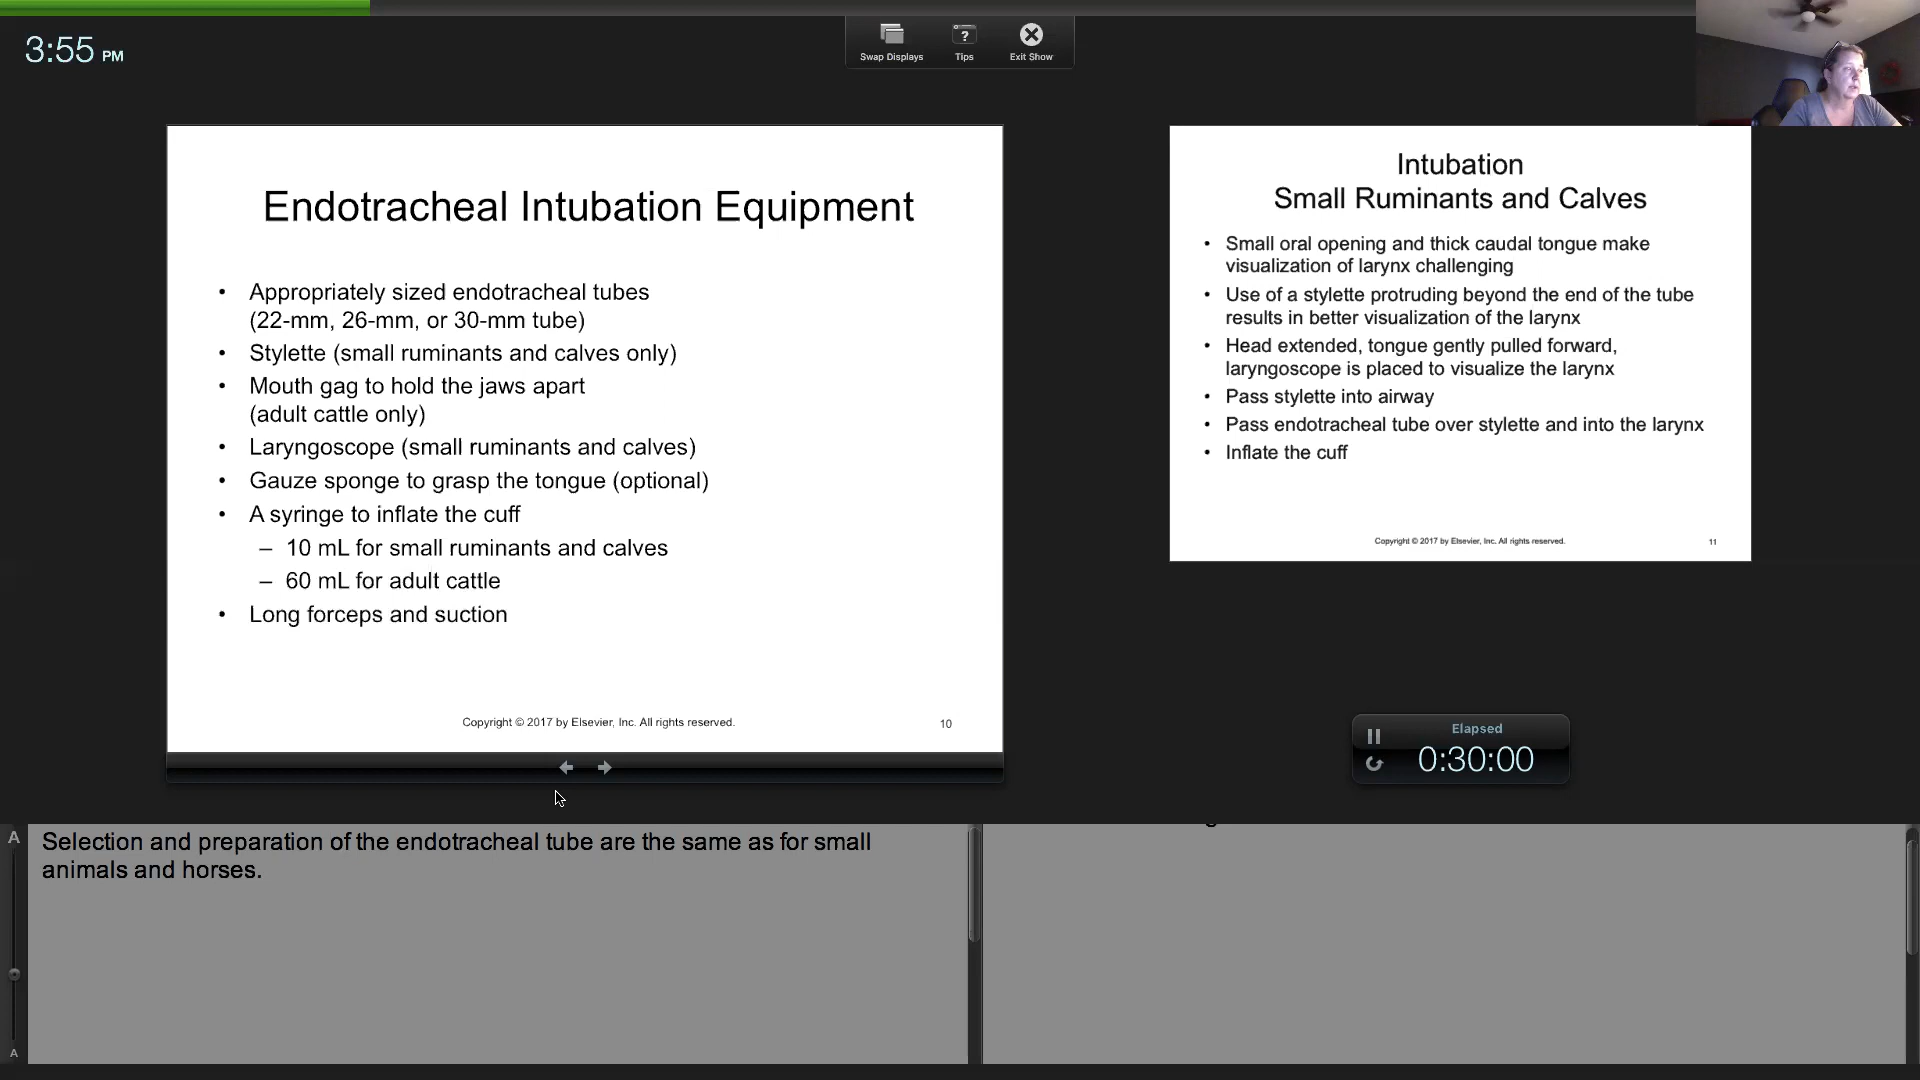 3:55 PM
Swap Displays
Tips
Exit Show
Endotracheal Intubation Equipment
• Appropriately sized endotracheal tubes
(22-mm, 26-mm, or 30-mm tube)
• Stylette (small ruminants and calves only)
• Mouth gag to hold the jaws apart
(adult cattle only)
• Laryngoscope (small ruminants and calves)
• Gauze sponge to grasp the tongue (optional)
• A syringe to inflate the cuff
– 10 mL for small ruminants and calves
– 60 mL for adult cattle
• Long forceps and suction
Copyright © 2017 by Elsevier, Inc. All rights reserved.
10
Intubation
Small Ruminants and Calves
• Small oral opening and thick caudal tongue make
visualization of larynx challenging
• Use of a stylette protruding beyond the end of the tube
results in better visualization of the larynx
• Head extended, tongue gently pulled forward,
laryngoscope is placed to visualize the larynx
• Pass stylette into airway
• Pass endotracheal tube over stylette and into the larynx
• Inflate the cuff
Copyright © 2017 by Elsevier, Inc. All rights reserved.
11
Elapsed
0:30:00
A
Selection and preparation of the endotracheal tube are the same as for small
animals and horses.
A